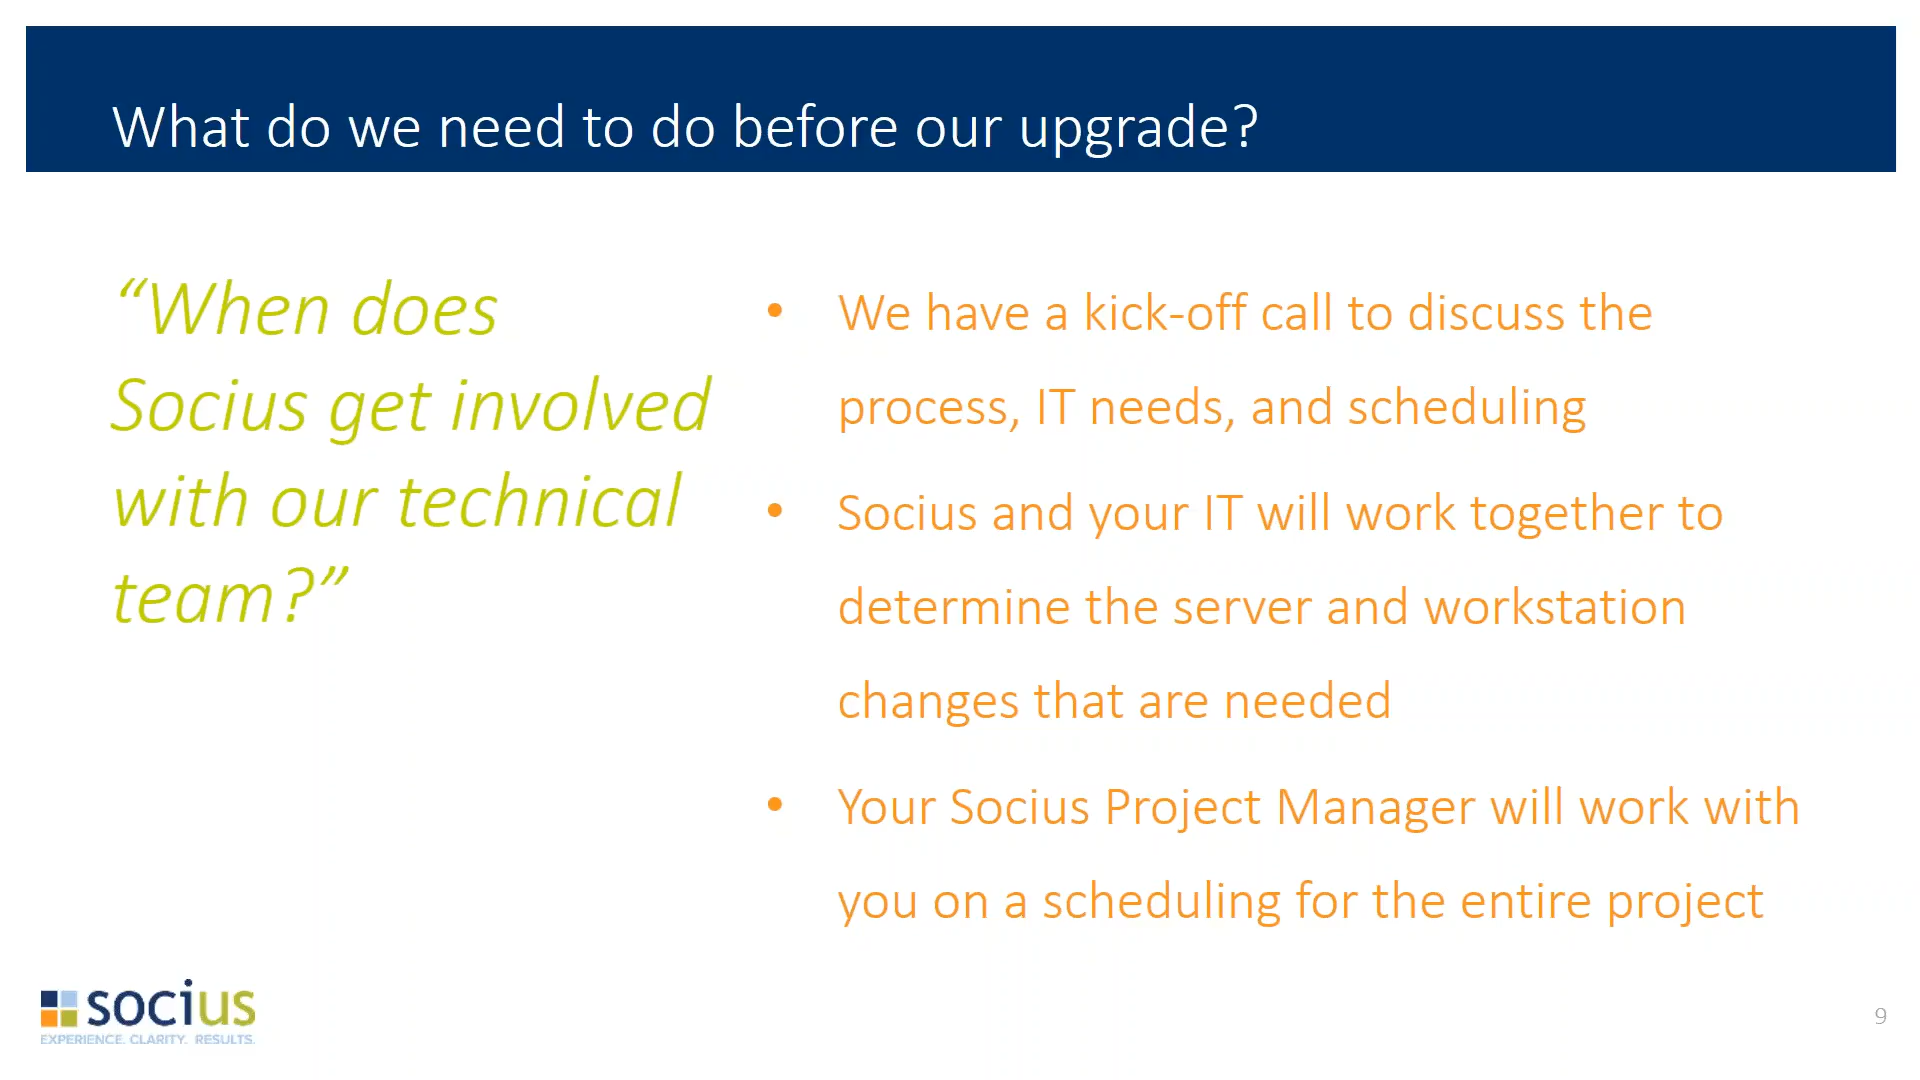 What do we need to do before our upgrade?
“When does
Socius get involved
with our technical
team?”
• We have a kick-off call to discuss the
process, IT needs, and scheduling
• Socius and your IT will work together to
determine the server and workstation
changes that are needed
• Your Socius Project Manager will work with
you on a scheduling for the entire project
socius
EXPERIENCE. CLARITY. RESULTS.
9